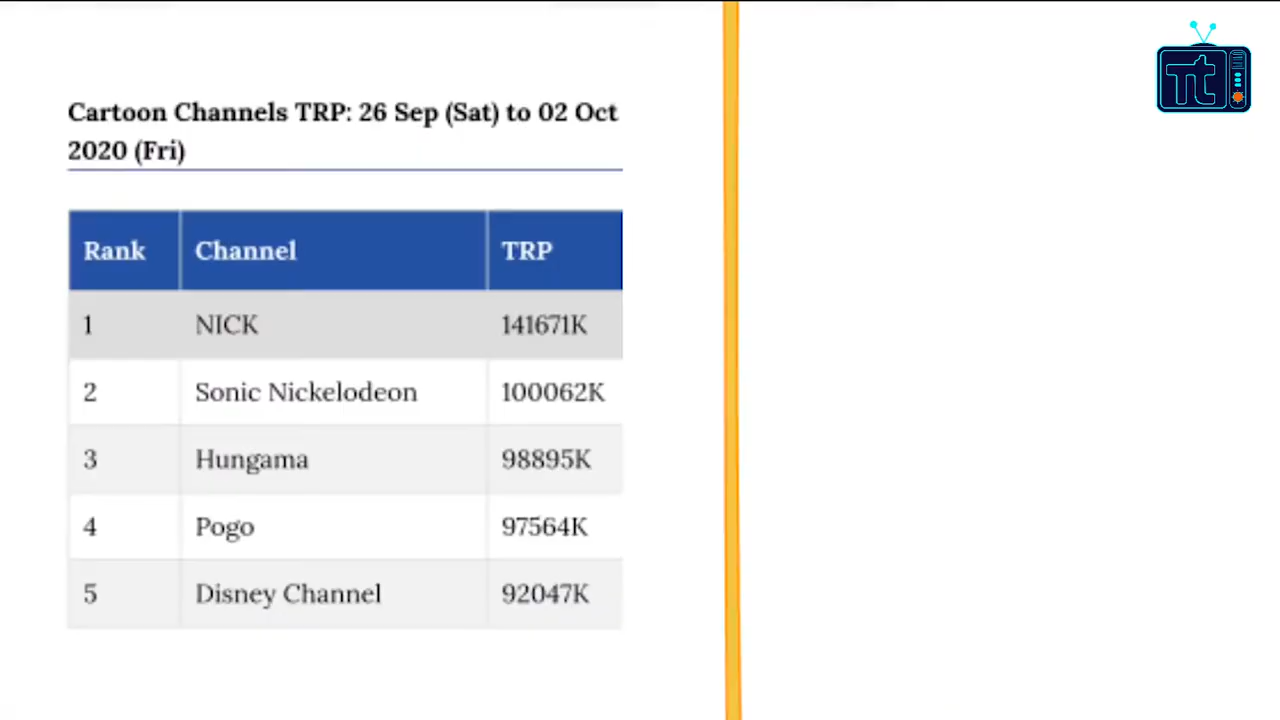 Cartoon Channels TRP: 26 Sep (Sat) to 02 Oct
2020 (Fri)
Rank Channel TRP
1 NICK 141671K
2 Sonic Nickelodeon 100062K
3 Hungama 98895K
4 Pogo 97564K
5 Disney Channel 92047K